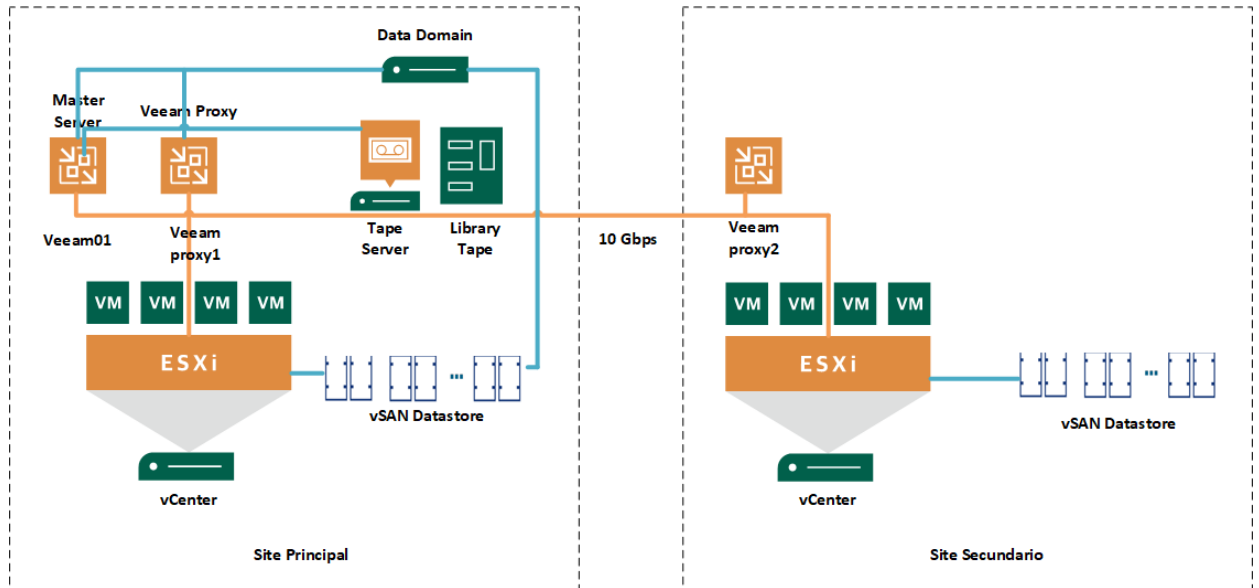 Data Domain
Master
Server
Veeam Proxy
Veeam01
Veeam
proxy1
Tape
Server
Library
Tape
10 Gbps
Veeam
proxy2
VM VM VM VM
ESXi
vSAN Datastore
vCenter
Site Principal
VM VM VM VM
ESXi
vSAN Datastore
vCenter
Site Secundario